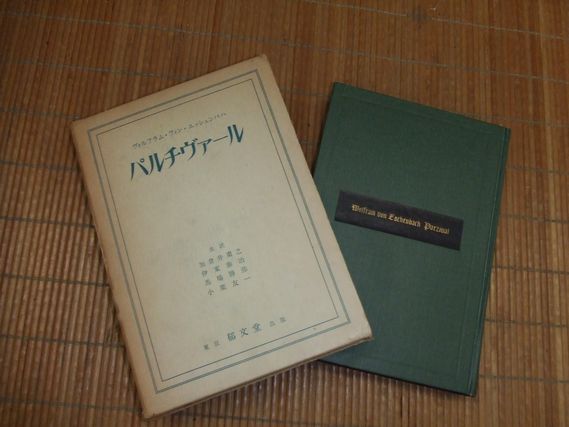 ヴォルフラム・フォン・エッシェンバハ
パルチヴァール
共訳
加倉井粛之
伊東泰治
馬場勝弥
小栗友一
東京 郁文堂 出版
Wolfram von Eschenbach Parzival